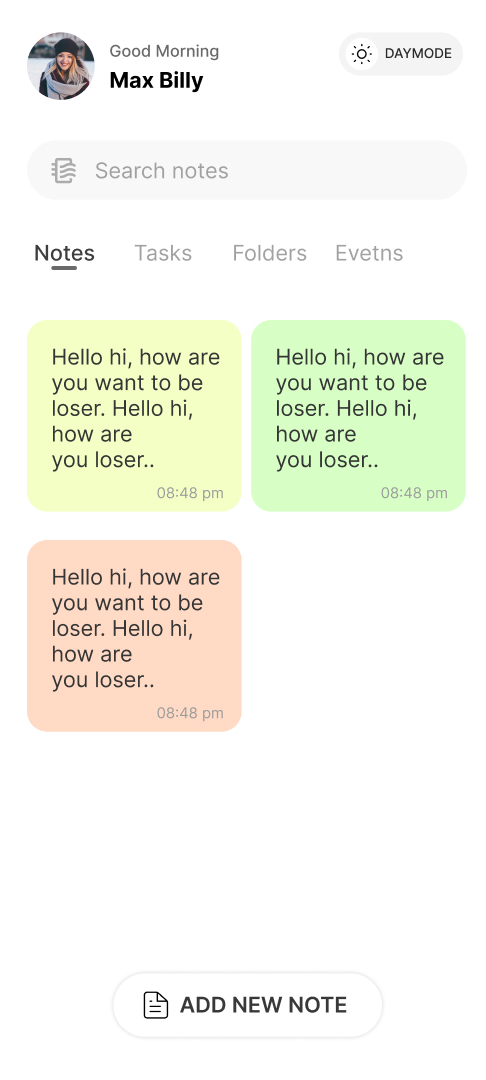 Good Morning
Max Billy
DAYMODE
Search notes
Notes Tasks Folders Evetns
Hello hi, how are
you want to be
loser. Hello hi,
how are
you loser..
08:48 pm
Hello hi, how are
you want to be
loser. Hello hi,
how are
you loser..
08:48 pm
Hello hi, how are
you want to be
loser. Hello hi,
how are
you loser..
08:48 pm
ADD NEW NOTE